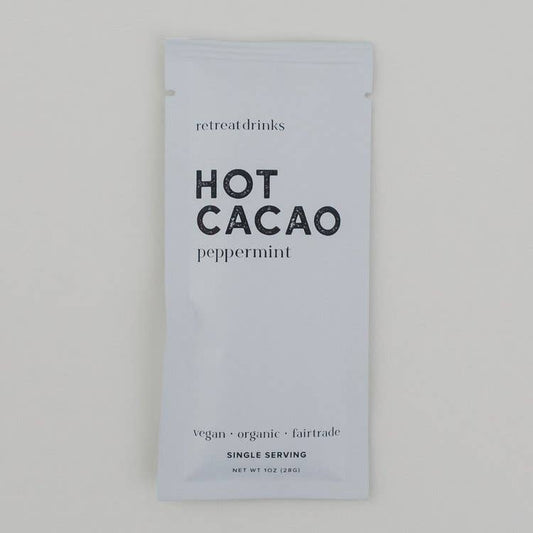 retreatdrinks
HOT
CACAO
peppermint
vegan · organic · fairtrade
SINGLE SERVING
NET WT 1OZ (28G)